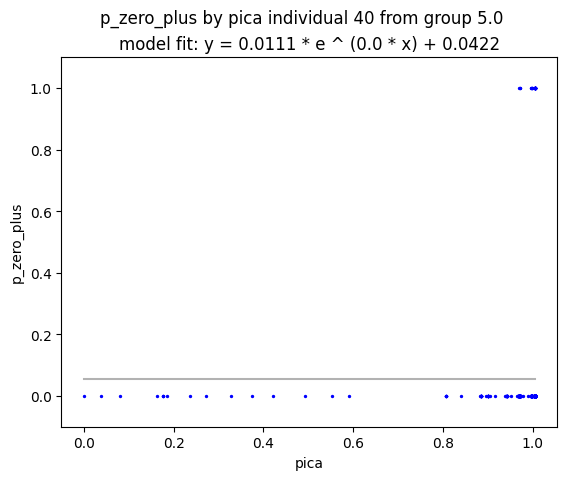 p_zero_plus by pica individual 40 from group 5.0
model fit: y = 0.0111 * e ^ (0.0 * x) + 0.0422
1.0
0.8
0.6
0.4
0.2
0.0
p_zero_plus
0.0 0.2 0.4 0.6 0.8 1.0
pica